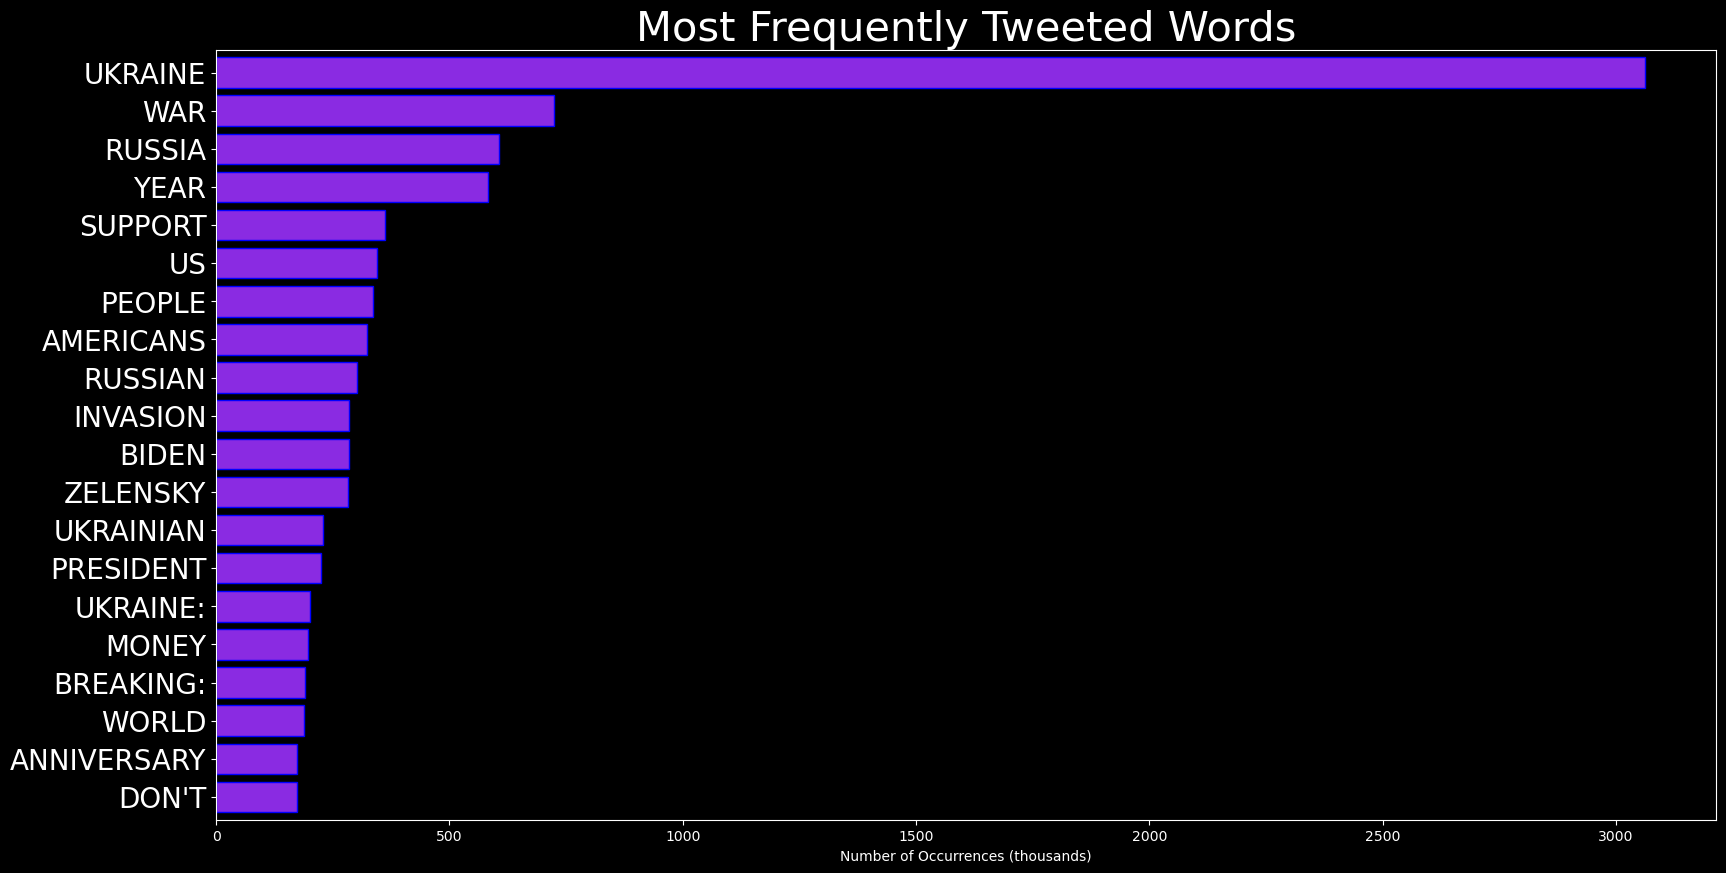 Most Frequently Tweeted Words
UKRAINE
WAR
RUSSIA
YEAR
SUPPORT
US
PEOPLE
AMERICANS
RUSSIAN
INVASION
BIDEN
ZELENSKY
UKRAINIAN
PRESIDENT
UKRAINE:
MONEY
BREAKING:
WORLD
ANNIVERSARY
DON'T
0 500 1000 1500 2000 2500 3000
Number of Occurrences (thousands)